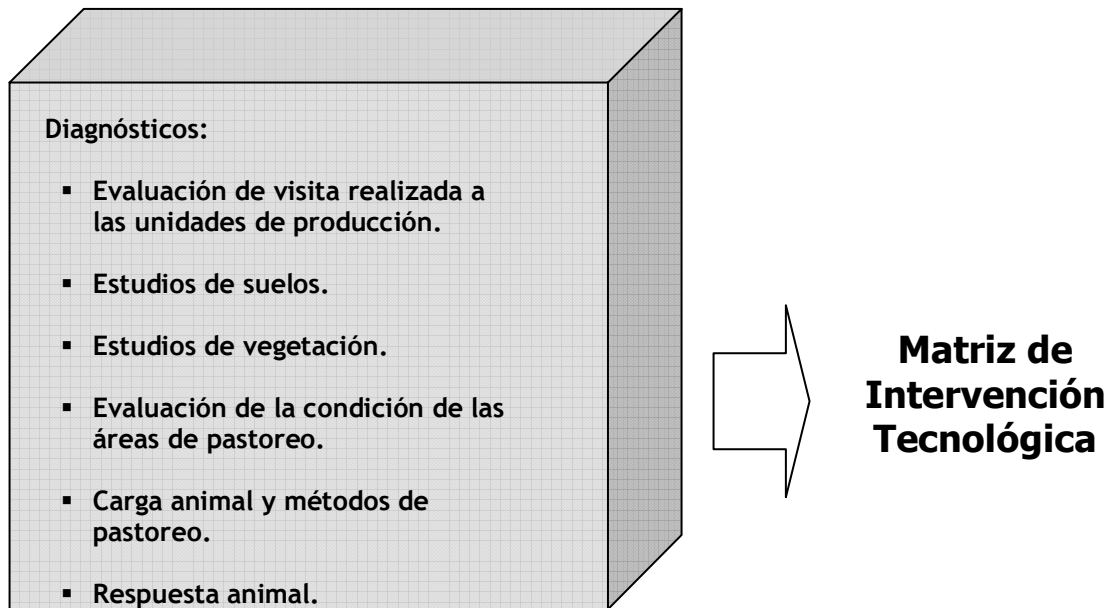 Diagnósticos:
▪ Evaluación de visita realizada a
las unidades de producción.
▪ Estudios de suelos.
▪ Estudios de vegetación.
▪ Evaluación de la condición de las
áreas de pastoreo.
▪ Carga animal y métodos de
pastoreo.
▪ Respuesta animal.
Matriz de
Intervención
Tecnológica